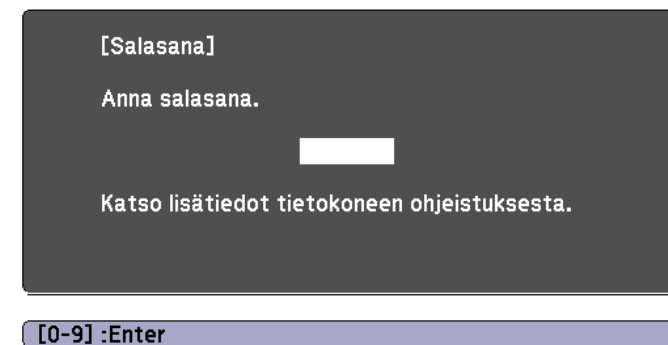 [Salasana]
Anna salasana.
Katso lisätiedot tietokoneen ohjeistuksesta.
[0-9] :Enter